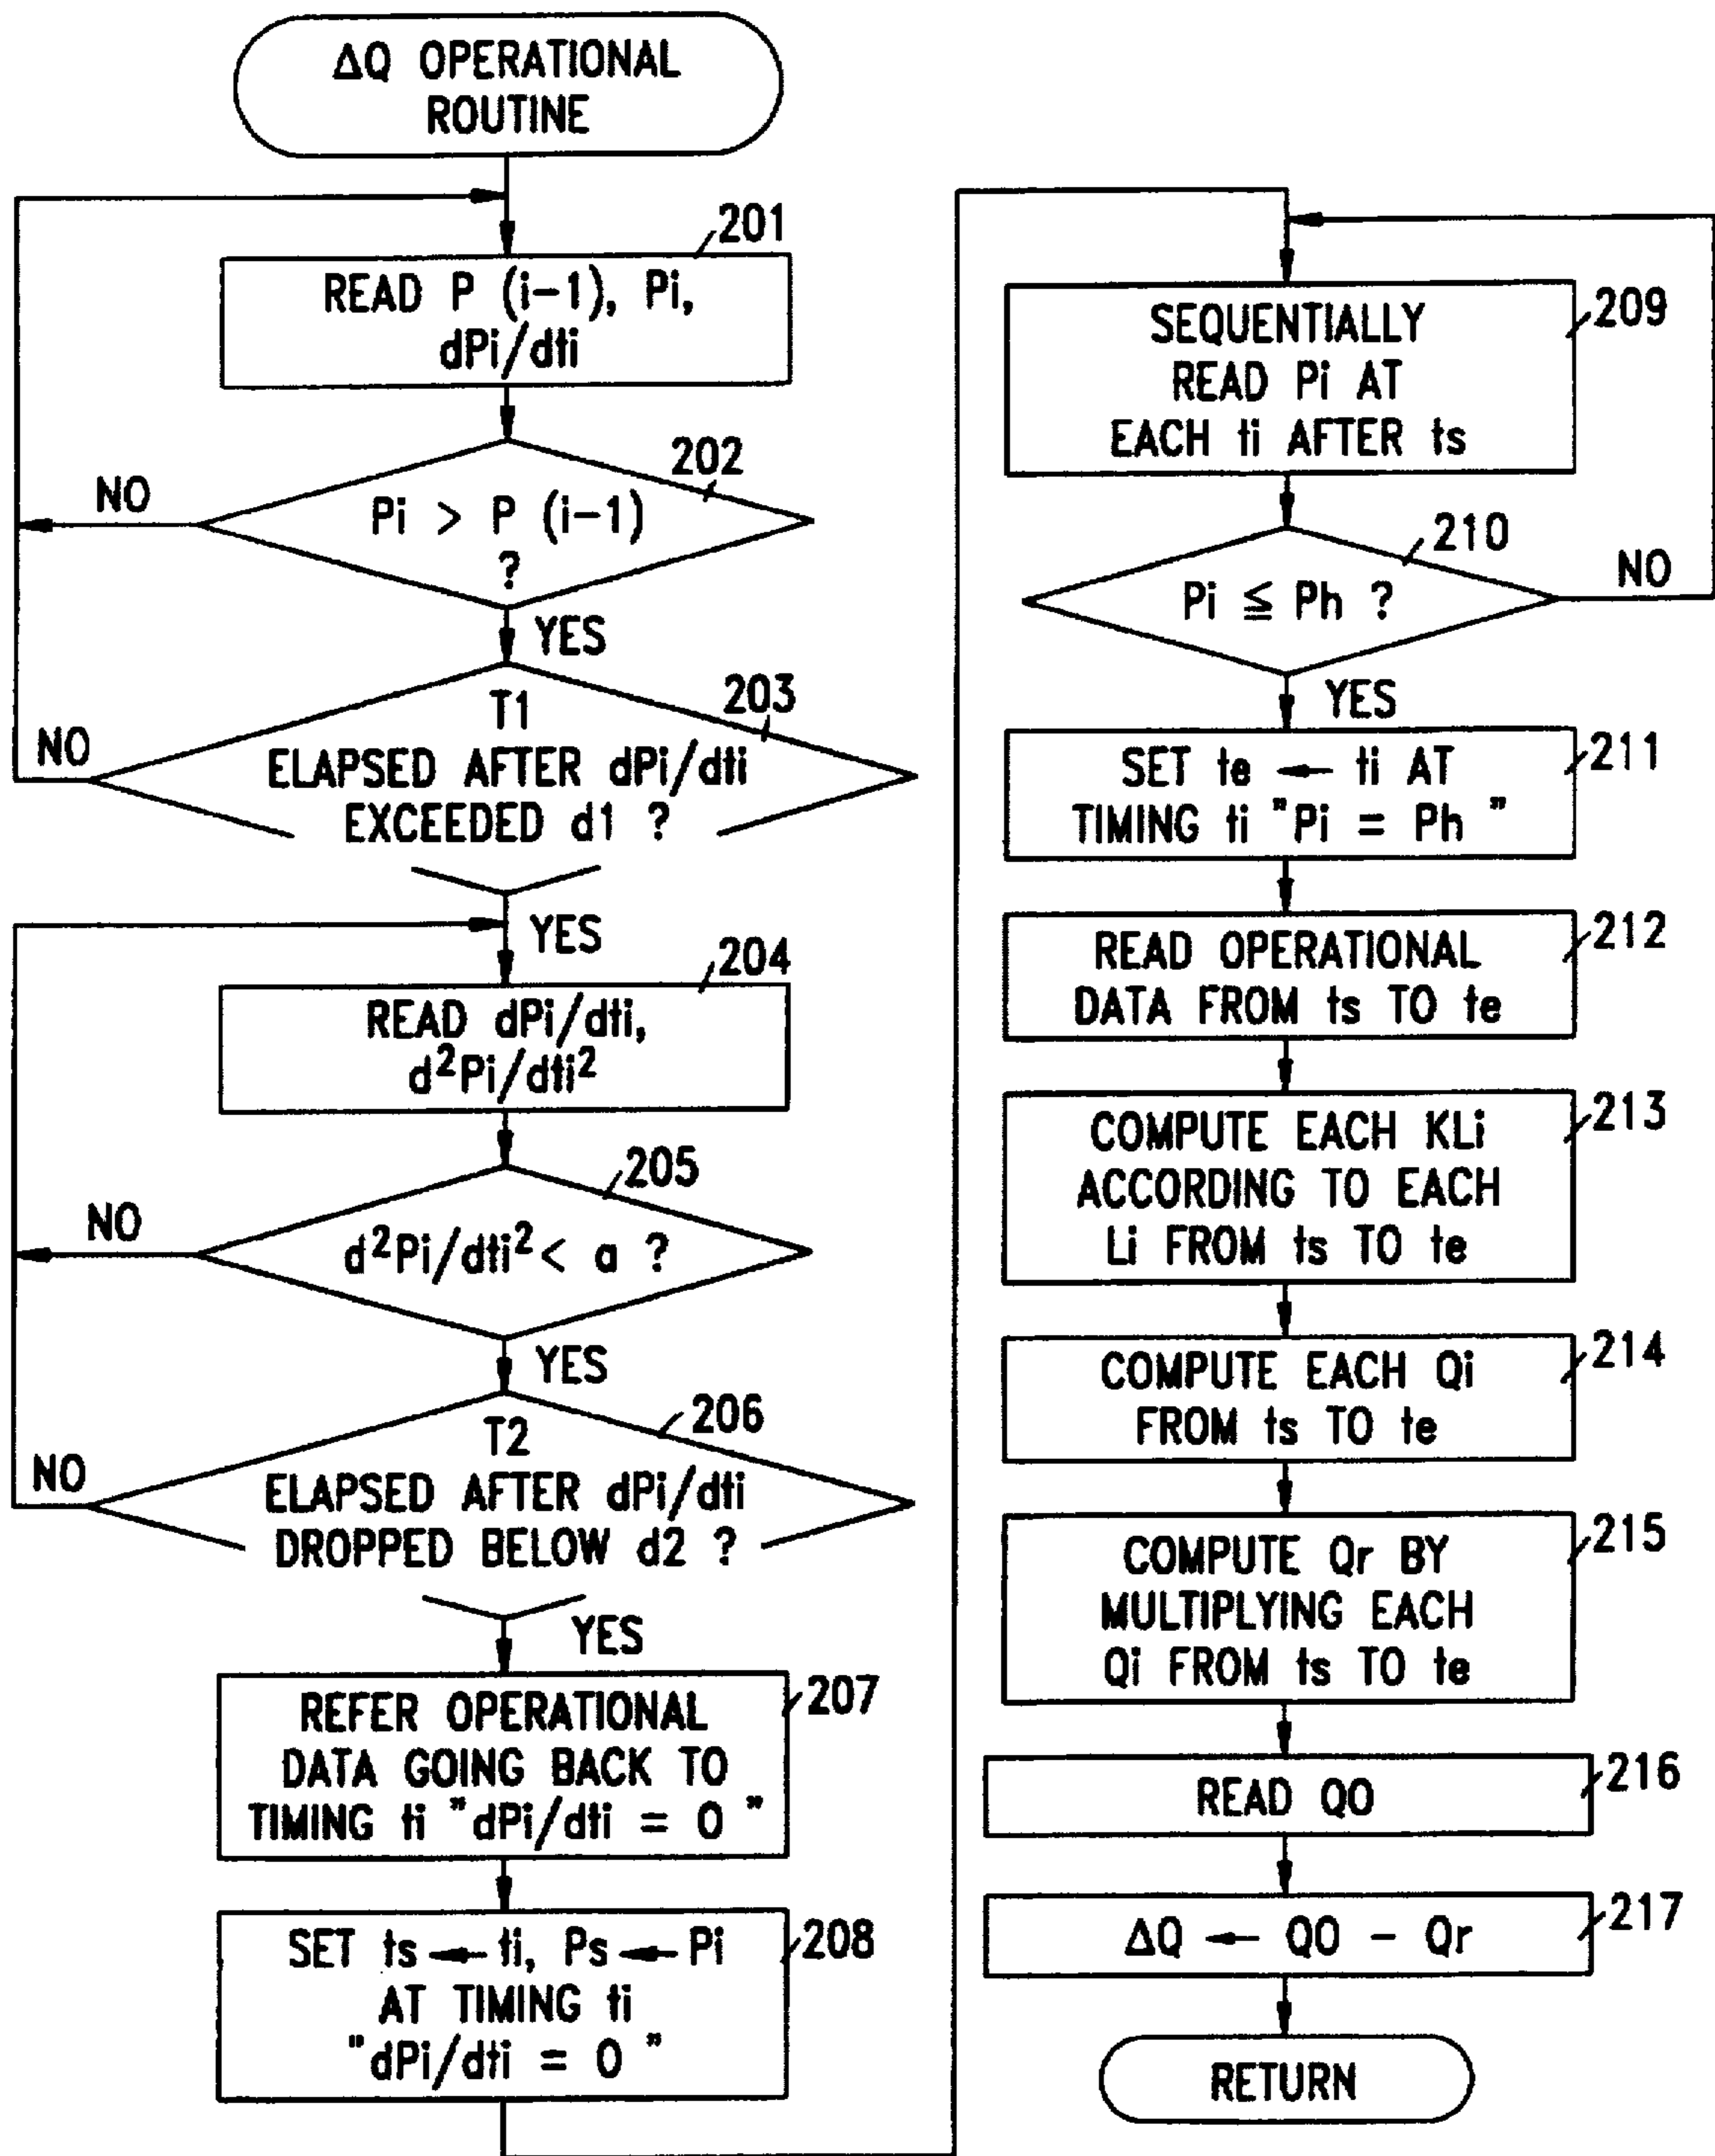 ΔQ OPERATIONAL
ROUTINE
201
READ P (i-1), Pi,
dPi/dti
202
Pi > P (i-1)
?
NO
YES
203
T1
ELAPSED AFTER dPi/dti
EXCEEDED d1 ?
NO
YES
204
READ dPi/dti,
d²Pi/dti²
205
d²Pi/dti² < a ?
NO
YES
206
T2
ELAPSED AFTER dPi/dti
DROPPED BELOW d2 ?
NO
YES
207
REFER OPERATIONAL
DATA GOING BACK TO
TIMING ti "dPi/dti = 0 "
208
SET ts ← ti, Ps ← Pi
AT TIMING ti
"dPi/dti = 0 "
209
SEQUENTIALLY
READ Pi AT
EACH ti AFTER ts
210
Pi ≦ Ph ?
NO
YES
211
SET te ← ti AT
TIMING ti "Pi = Ph "
212
READ OPERATIONAL
DATA FROM ts TO te
213
COMPUTE EACH KLi
ACCORDING TO EACH
Li FROM ts TO te
214
COMPUTE EACH Qi
FROM ts TO te
215
COMPUTE Qr BY
MULTIPLYING EACH
Qi FROM ts TO te
216
READ QO
217
ΔQ ← QO - Qr
RETURN